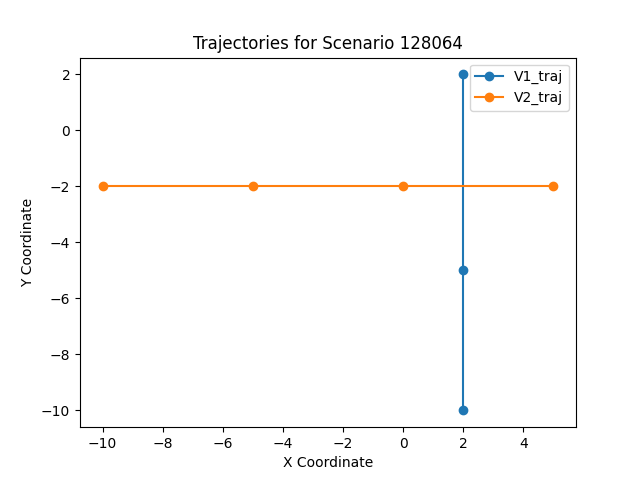 Trajectories for Scenario 128064
V1_traj
V2_traj
2
0
−2
−4
−6
−8
−10
Y Coordinate
−10 −8 −6 −4 −2 0 2 4
X Coordinate